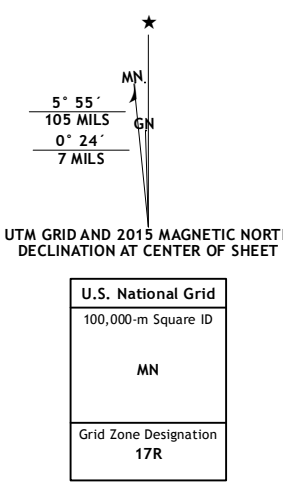 ★
MN.
5° 55´
105 MILS
GN
0° 24´
7 MILS
UTM GRID AND 2015 MAGNETIC NORTH
DECLINATION AT CENTER OF SHEET
U.S. National Grid
100,000-m Square ID
MN
Grid Zone Designation
17R